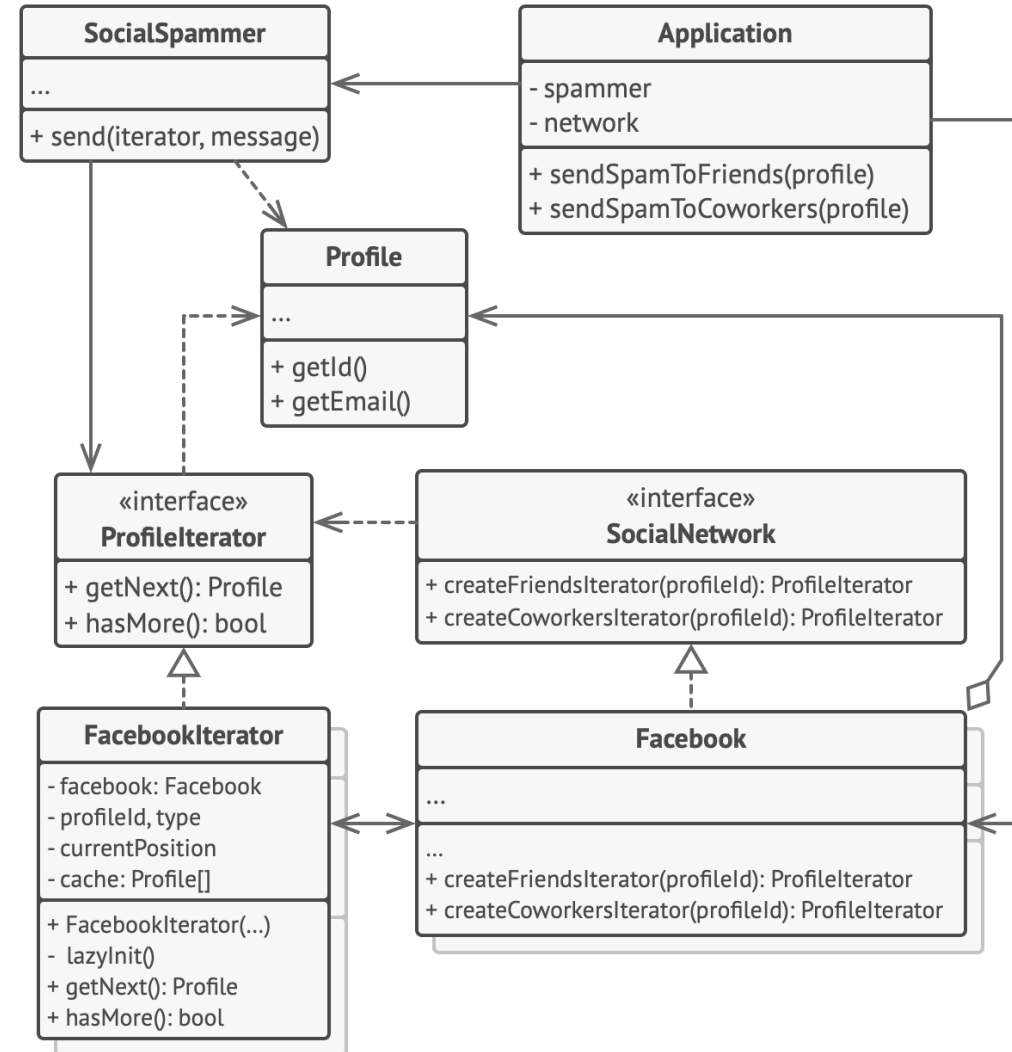 SocialSpammer
...
+ send(iterator, message)
Application
- spammer
- network
+ sendSpamToFriends(profile)
+ sendSpamToCoworkers(profile)
Profile
...
+ getId()
+ getEmail()
«interface»
ProfileIterator
+ getNext(): Profile
+ hasMore(): bool
«interface»
SocialNetwork
+ createFriendsIterator(profileId): ProfileIterator
+ createCoworkersIterator(profileId): ProfileIterator
FacebookIterator
- facebook: Facebook
- profileId, type
- currentPosition
- cache: Profile[]
+ FacebookIterator(...)
- lazyInit()
+ getNext(): Profile
+ hasMore(): bool
Facebook
...
...
+ createFriendsIterator(profileId): ProfileIterator
+ createCoworkersIterator(profileId): ProfileIterator